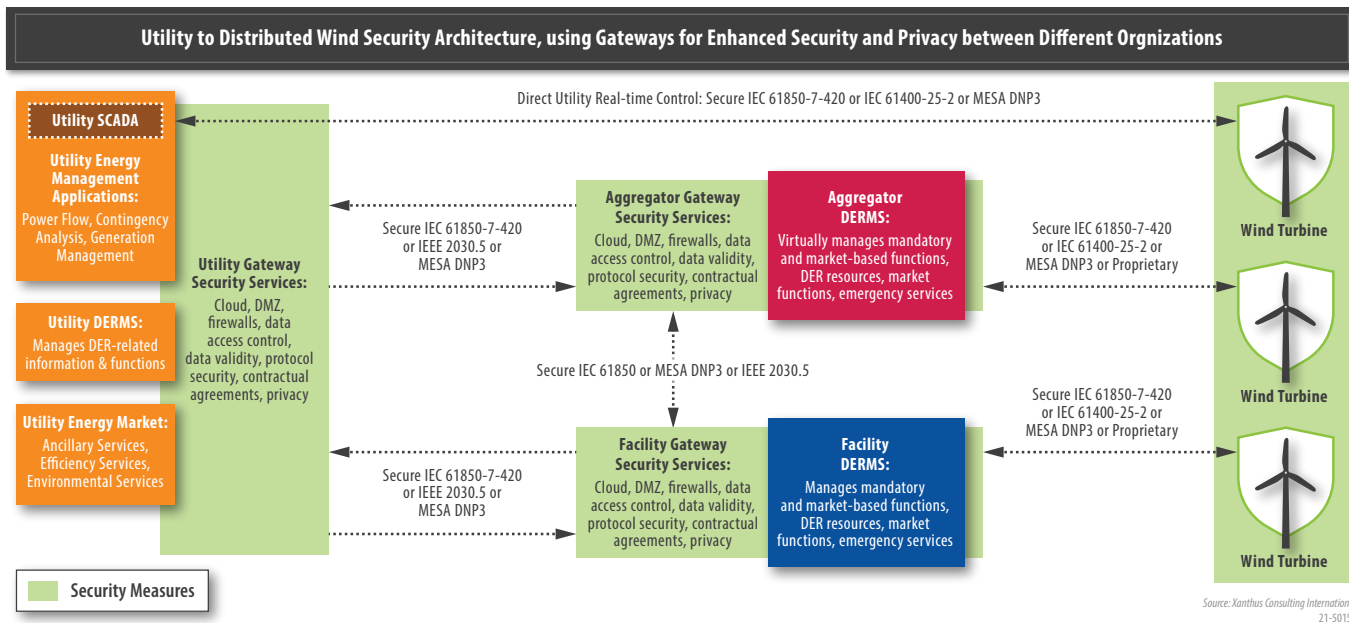 Utility to Distributed Wind Security Architecture, using Gateways for Enhanced Security and Privacy between Different Orgnizations
Utility SCADA
Utility Energy
Management
Applications:
Power Flow, Contingency
Analysis, Generation
Management
Utility DERMS:
Manages DER-related
information & functions
Utility Energy Market:
Ancillary Services,
Efficiency Services,
Environmental Services
Utility Gateway
Security Services:
Cloud, DMZ,
firewalls, data
access control,
data validity, protocol
security, contractual
agreements, privacy
Direct Utility Real-time Control: Secure IEC 61850-7-420 or IEC 61400-25-2 or MESA DNP3
Secure IEC 61850-7-420
or IEEE 2030.5 or
MESA DNP3
Aggregator Gateway
Security Services:
Cloud, DMZ, firewalls, data
access control, data validity,
protocol security, contractual
agreements, privacy
Aggregator
DERMS:
Virtually manages mandatory
and market-based functions,
DER resources, market
functions, emergency services
Secure IEC 61850-7-420
or IEC 61400-25-2 or
MESA DNP3 or Proprietary
Secure IEC 61850 or MESA DNP3 or IEEE 2030.5
Secure IEC 61850-7-420
or IEEE 2030.5 or
MESA DNP3
Facility Gateway
Security Services:
Cloud, DMZ, firewalls, data
access control, data validity,
protocol security, contractual
agreements, privacy
Facility
DERMS:
Manages mandatory
and market-based functions,
DER resources, market
functions, emergency services
Secure IEC 61850-7-420
or IEC 61400-25-2 or
MESA DNP3 or Proprietary
Wind Turbine
Wind Turbine
Wind Turbine
Security Measures
Source: Xanthus Consulting Internation
21-5015